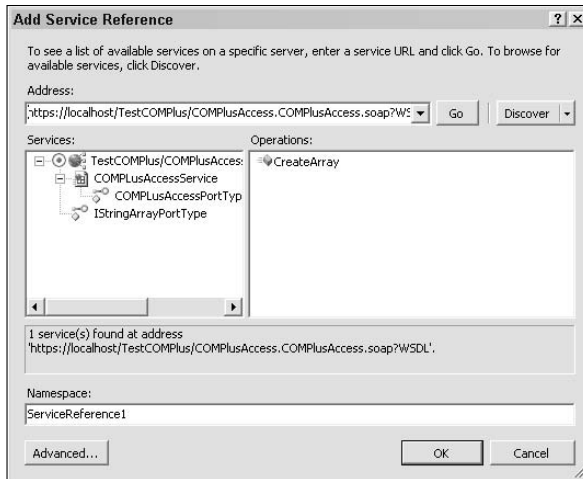 Add Service Reference
? X
To see a list of available services on a specific server, enter a service URL and click Go. To browse for
available services, click Discover.
Address:
https://localhost/TestCOMPlus/COMPlusAccess.COMPlusAccess.soap?WS
Go
Discover
Services:
Operations:
TestCOMPlus/COMPlusAccess
CreateArray
COMPLusAccessService
COMPLusAccessPortTyp
IStringArrayPortType
1 service(s) found at address
'https://localhost/TestCOMPlus/COMPlusAccess.COMPlusAccess.soap?WSDL'.
Namespace:
ServiceReference1
Advanced...
OK
Cancel